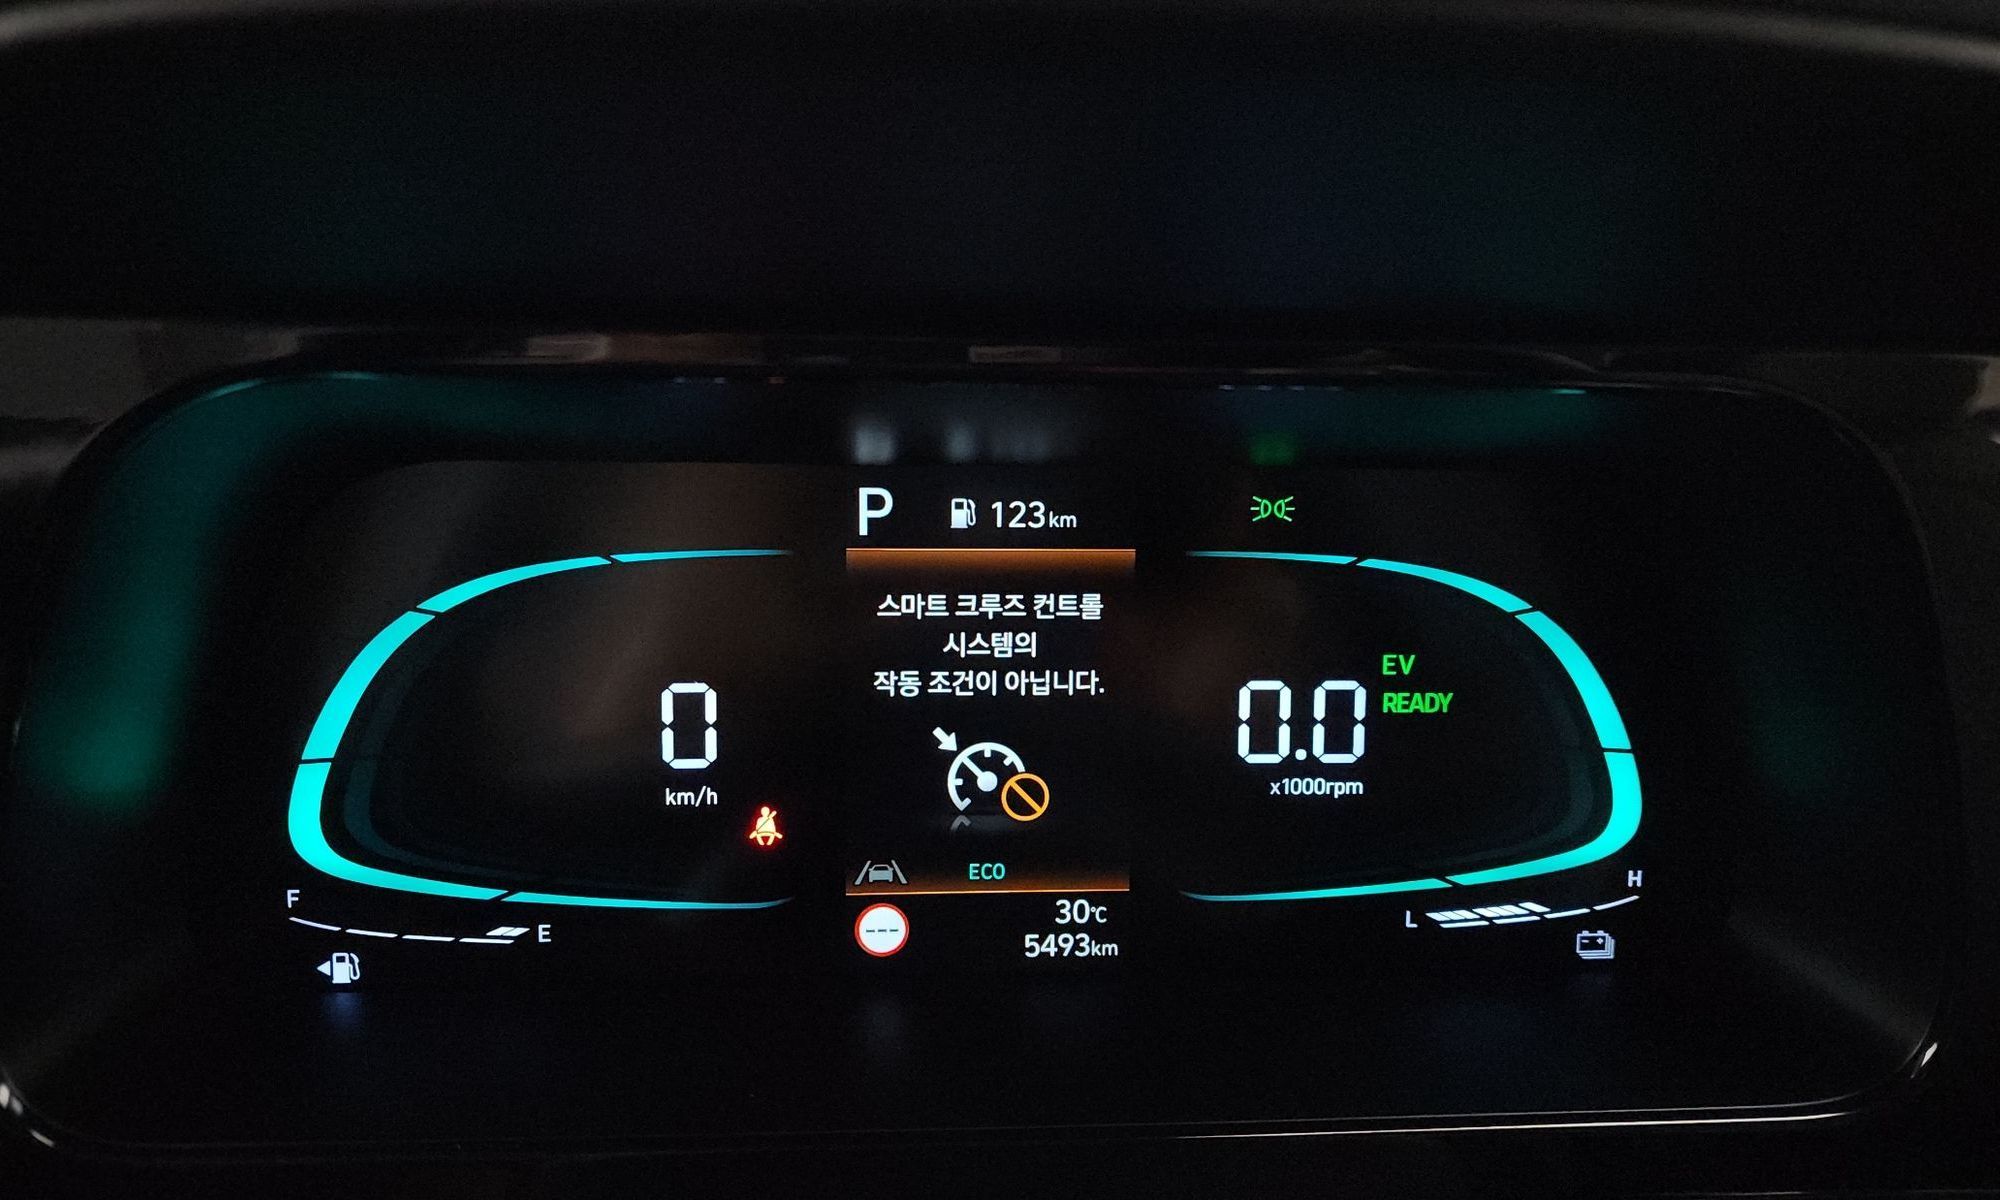 P 123km
스마트 크루즈 컨트롤
시스템의
작동 조건이 아닙니다.
0
km/h
0.0
x1000rpm
EV
READY
ECO
F
E
---
30℃
5493km
L
H